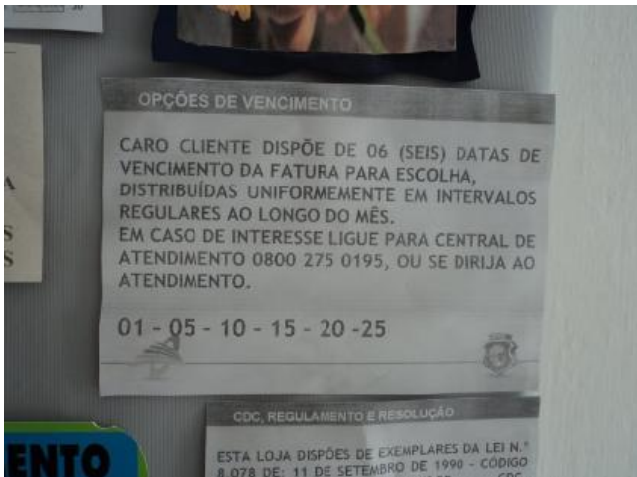 OPÇÕES DE VENCIMENTO
CARO CLIENTE DISPÕE DE 06 (SEIS) DATAS DE
VENCIMENTO DA FATURA PARA ESCOLHA,
DISTRIBUÍDAS UNIFORMEMENTE EM INTERVALOS
REGULARES AO LONGO DO MÊS.
EM CASO DE INTERESSE LIGUE PARA CENTRAL DE
ATENDIMENTO 0800 275 0195, OU SE DIRIJA AO
ATENDIMENTO.
01 - 05 - 10 - 15 - 20 -25
CDC, REGULAMENTO E RESOLUÇÃO
ESTA LOJA DISPÕES DE EXEMPLARES DA LEI N.º
8.078 DE: 11 DE SETEMBRO DE 1990 - CÓDIGO
ENTO